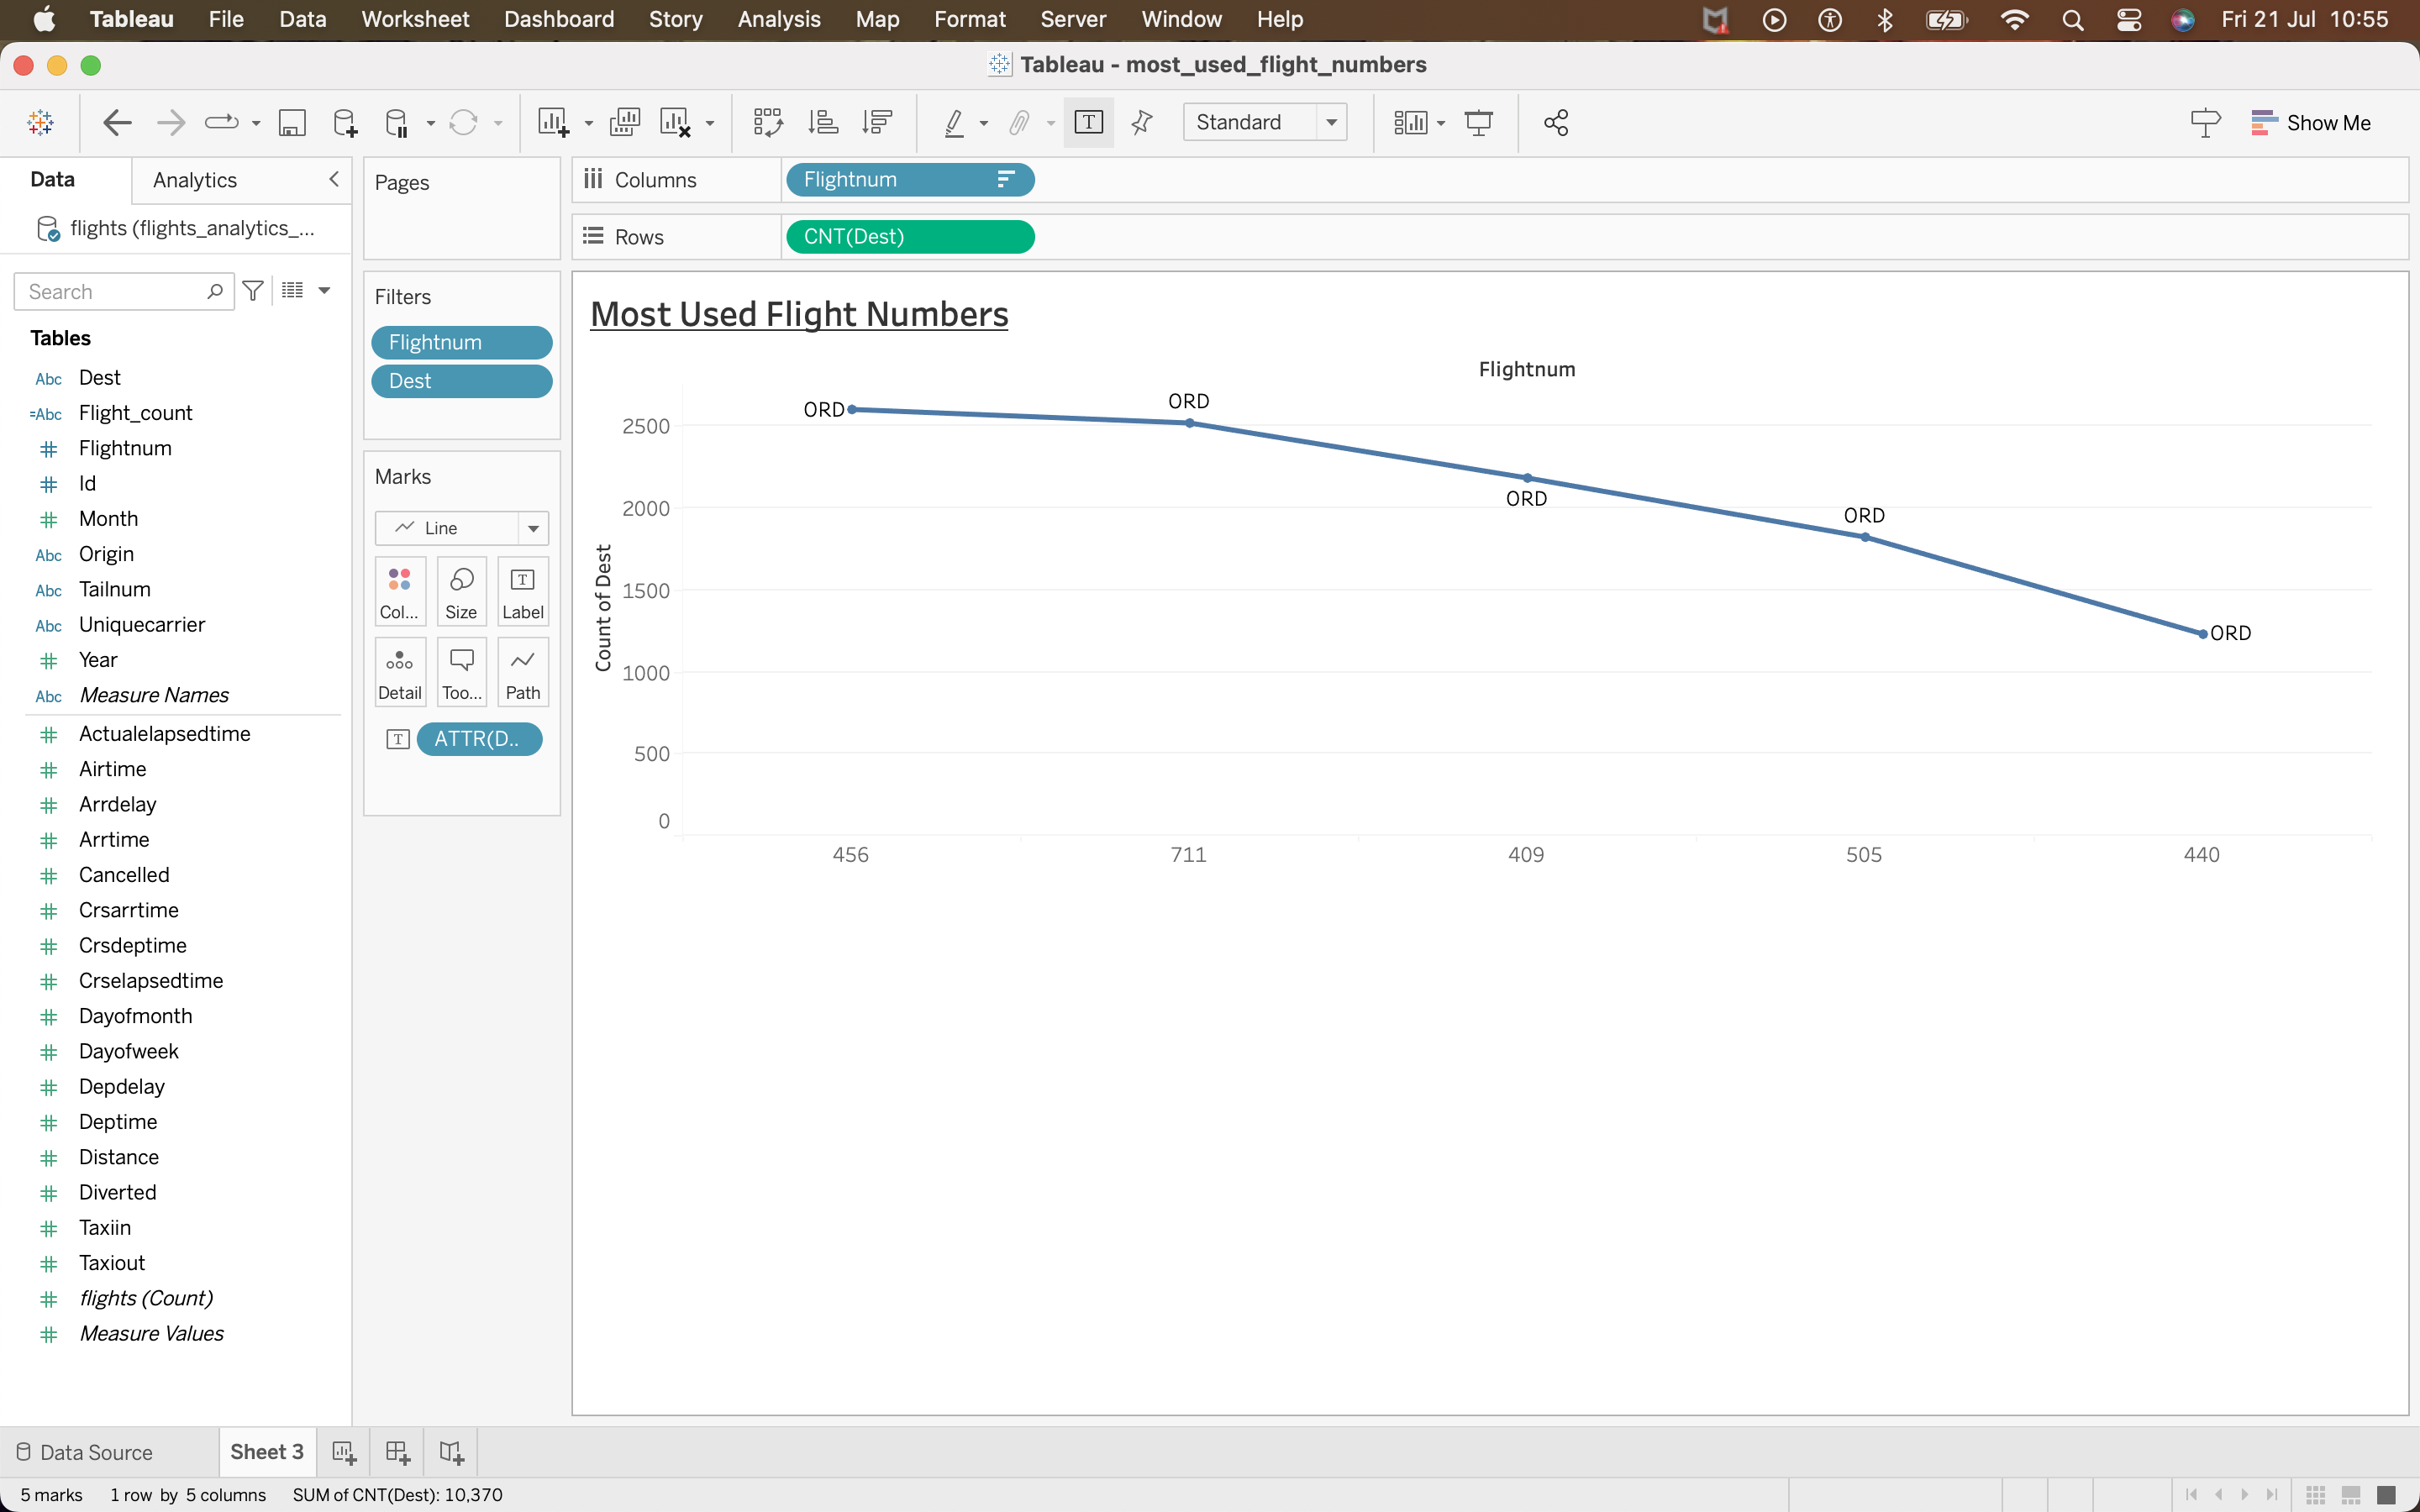 Tableau File Data Worksheet Dashboard Story Analysis Map Format Server Window Help Fri 21 Jul 10:55
Tableau - most_used_flight_numbers
Standard Show Me
Data Analytics
flights (flights_analytics_...
Search
Tables
Abc Dest
=Abc Flight_count
Flightnum
Id
Month
Abc Origin
Abc Tailnum
Abc Uniquecarrier
Year
Abc Measure Names
Actualelapsedtime
Airtime
Arrdelay
Arrtime
Cancelled
Crsarrtime
Crsdeptime
Crselapsedtime
Dayofmonth
Dayofweek
Depdelay
Deptime
Distance
Diverted
Taxiin
Taxiout
flights (Count)
Measure Values
Pages
Filters
Flightnum
Dest
Marks
Line
Col... Size Label
Detail Too... Path
T ATTR(D..
Columns Flightnum
Rows CNT(Dest)
Most Used Flight Numbers
Flightnum
Count of Dest
2500
2000
1500
1000
500
0
ORD
ORD
ORD
ORD
ORD
456 711 409 505 440
Data Source Sheet 3
5 marks 1 row by 5 columns SUM of CNT(Dest): 10,370